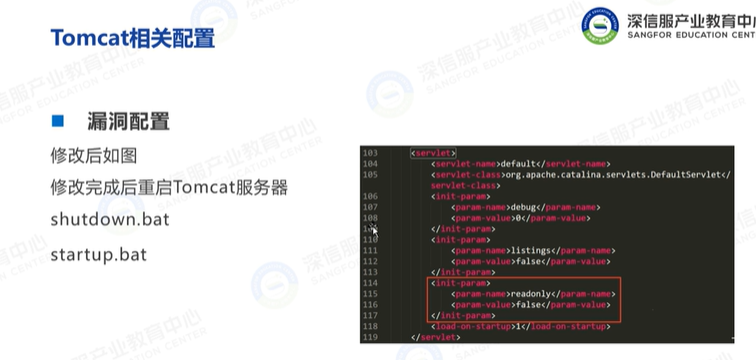 Tomcat相关配置
深信服产业教育中心
SANGFOR EDUCATION CENT
■ 漏洞配置
修改后如图
修改完成后重启Tomcat服务器
shutdown.bat
startup.bat
103 <servlet>
104 <servlet-name>default</servlet-name>
105 <servlet-class>org.apache.catalina.servlets.DefaultServlet</
servlet-class>
106 <init-param>
107 <param-name>debug</param-name>
108 <param-value>0</param-value>
</init-param>
110 <init-param>
111 <param-name>listings</param-name>
112 <param-value>false</param-value>
113 </init-param>
114 <init-param>
115 <param-name>readonly</param-name>
116 <param-value>false</param-value>
117 </init-param>
118 <load-on-startup>1</load-on-startup>
119 </servlet>